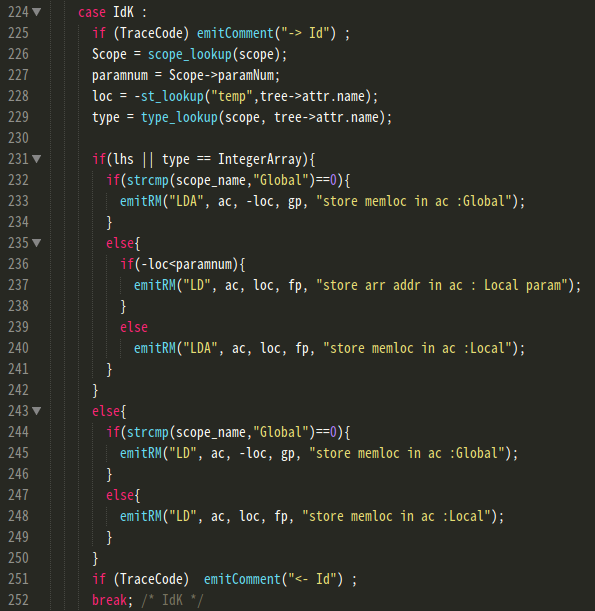 224 case IdK :
225 if (TraceCode) emitComment("-> Id") ;
226 Scope = scope_lookup(scope);
227 paramnum = Scope->paramNum;
228 loc = -st_lookup("temp",tree->attr.name);
229 type = type_lookup(scope, tree->attr.name);
230
231 if(lhs || type == IntegerArray){
232 if(strcmp(scope_name,"Global")==0){
233 emitRM("LDA", ac, -loc, gp, "store memloc in ac :Global");
234 }
235 else{
236 if(-loc<paramnum){
237 emitRM("LD", ac, loc, fp, "store arr addr in ac : Local param");
238 }
239 else
240 emitRM("LDA", ac, loc, fp, "store memloc in ac :Local");
241 }
242 }
243 else{
244 if(strcmp(scope_name,"Global")==0){
245 emitRM("LD", ac, -loc, gp, "store memloc in ac :Global");
246 }
247 else{
248 emitRM("LD", ac, loc, fp, "store memloc in ac :Local");
249 }
250 }
251 if (TraceCode)  emitComment("<- Id") ;
252 break; /* IdK */